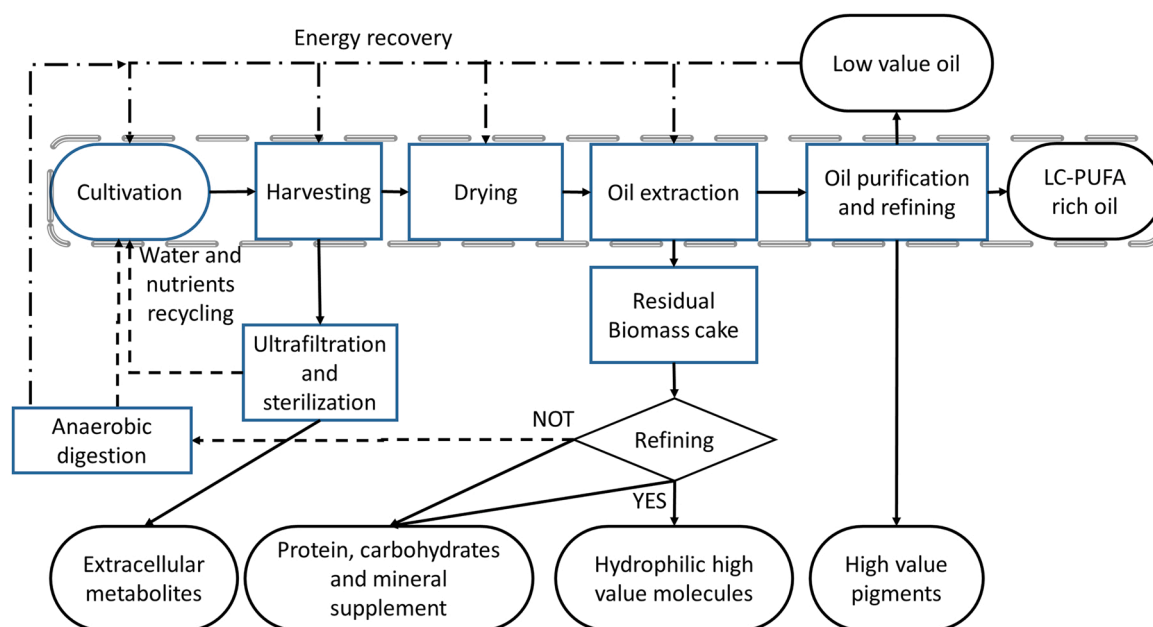 Energy recovery
Low value oil
Cultivation
Harvesting
Drying
Oil extraction
Oil purification
and refining
LC-PUFA
rich oil
Water and
nutrients
recycling
Residual
Biomass cake
Ultrafiltration
and
sterilization
Anaerobic
digestion
NOT
Refining
YES
Extracellular
metabolites
Protein, carbohydrates
and mineral
supplement
Hydrophilic high
value molecules
High value
pigments